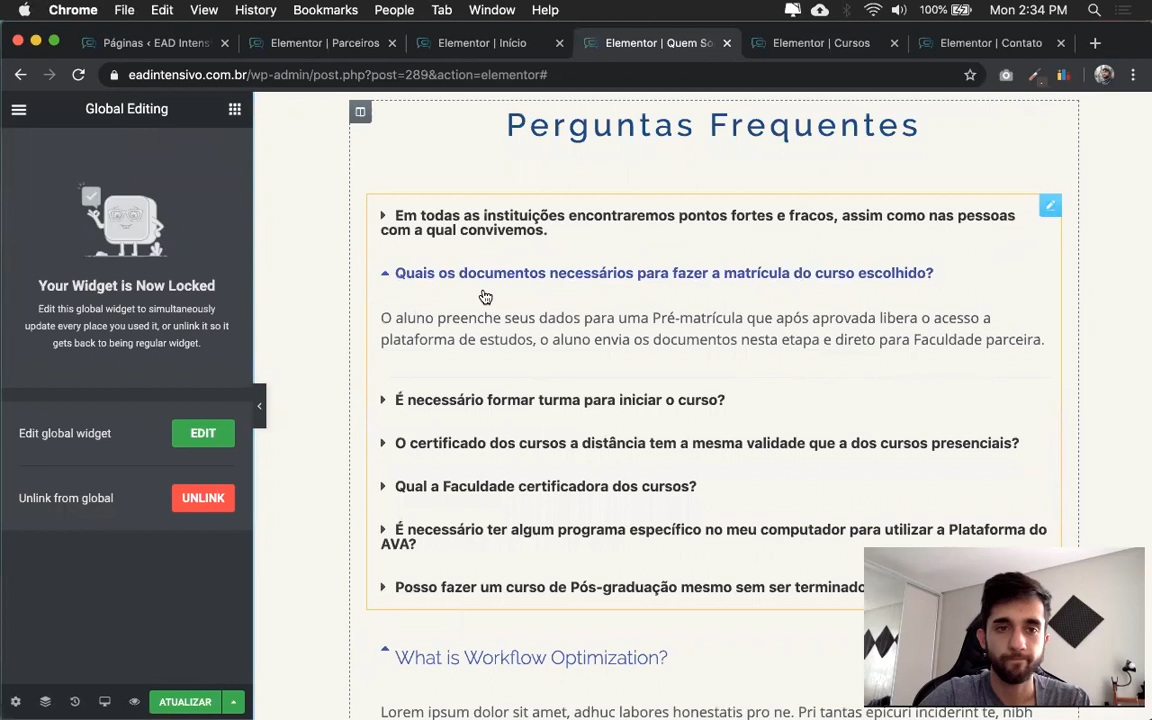 Chrome File Edit View History Bookmarks People Tab Window Help 100% Mon 2:34 PM
Páginas ‹ EAD Intens Elementor | Parceiros Elementor | Início Elementor | Quem So Elementor | Cursos Elementor | Contato
eadintensivo.com.br/wp-admin/post.php?post=289&action=elementor#
Global Editing
Your Widget is Now Locked
Edit this global widget to simultaneously
update every place you used it, or unlink it so it
gets back to being regular widget.
Edit global widget EDIT
Unlink from global UNLINK
ATUALIZAR
Perguntas Frequentes
Em todas as instituições encontraremos pontos fortes e fracos, assim como nas pessoas
com a qual convivemos.
Quais os documentos necessários para fazer a matrícula do curso escolhido?
O aluno preenche seus dados para uma Pré-matrícula que após aprovada libera o acesso a
plataforma de estudos, o aluno envia os documentos nesta etapa e direto para Faculdade parceira.
É necessário formar turma para iniciar o curso?
O certificado dos cursos a distância tem a mesma validade que a dos cursos presenciais?
Qual a Faculdade certificadora dos cursos?
É necessário ter algum programa específico no meu computador para utilizar a Plataforma do
AVA?
Posso fazer um curso de Pós-graduação mesmo sem ser terminado
What is Workflow Optimization?
Lorem ipsum dolor sit amet, adhuc labores honestatis pro ne. Pri tantas epicuri inciderint te, nibh